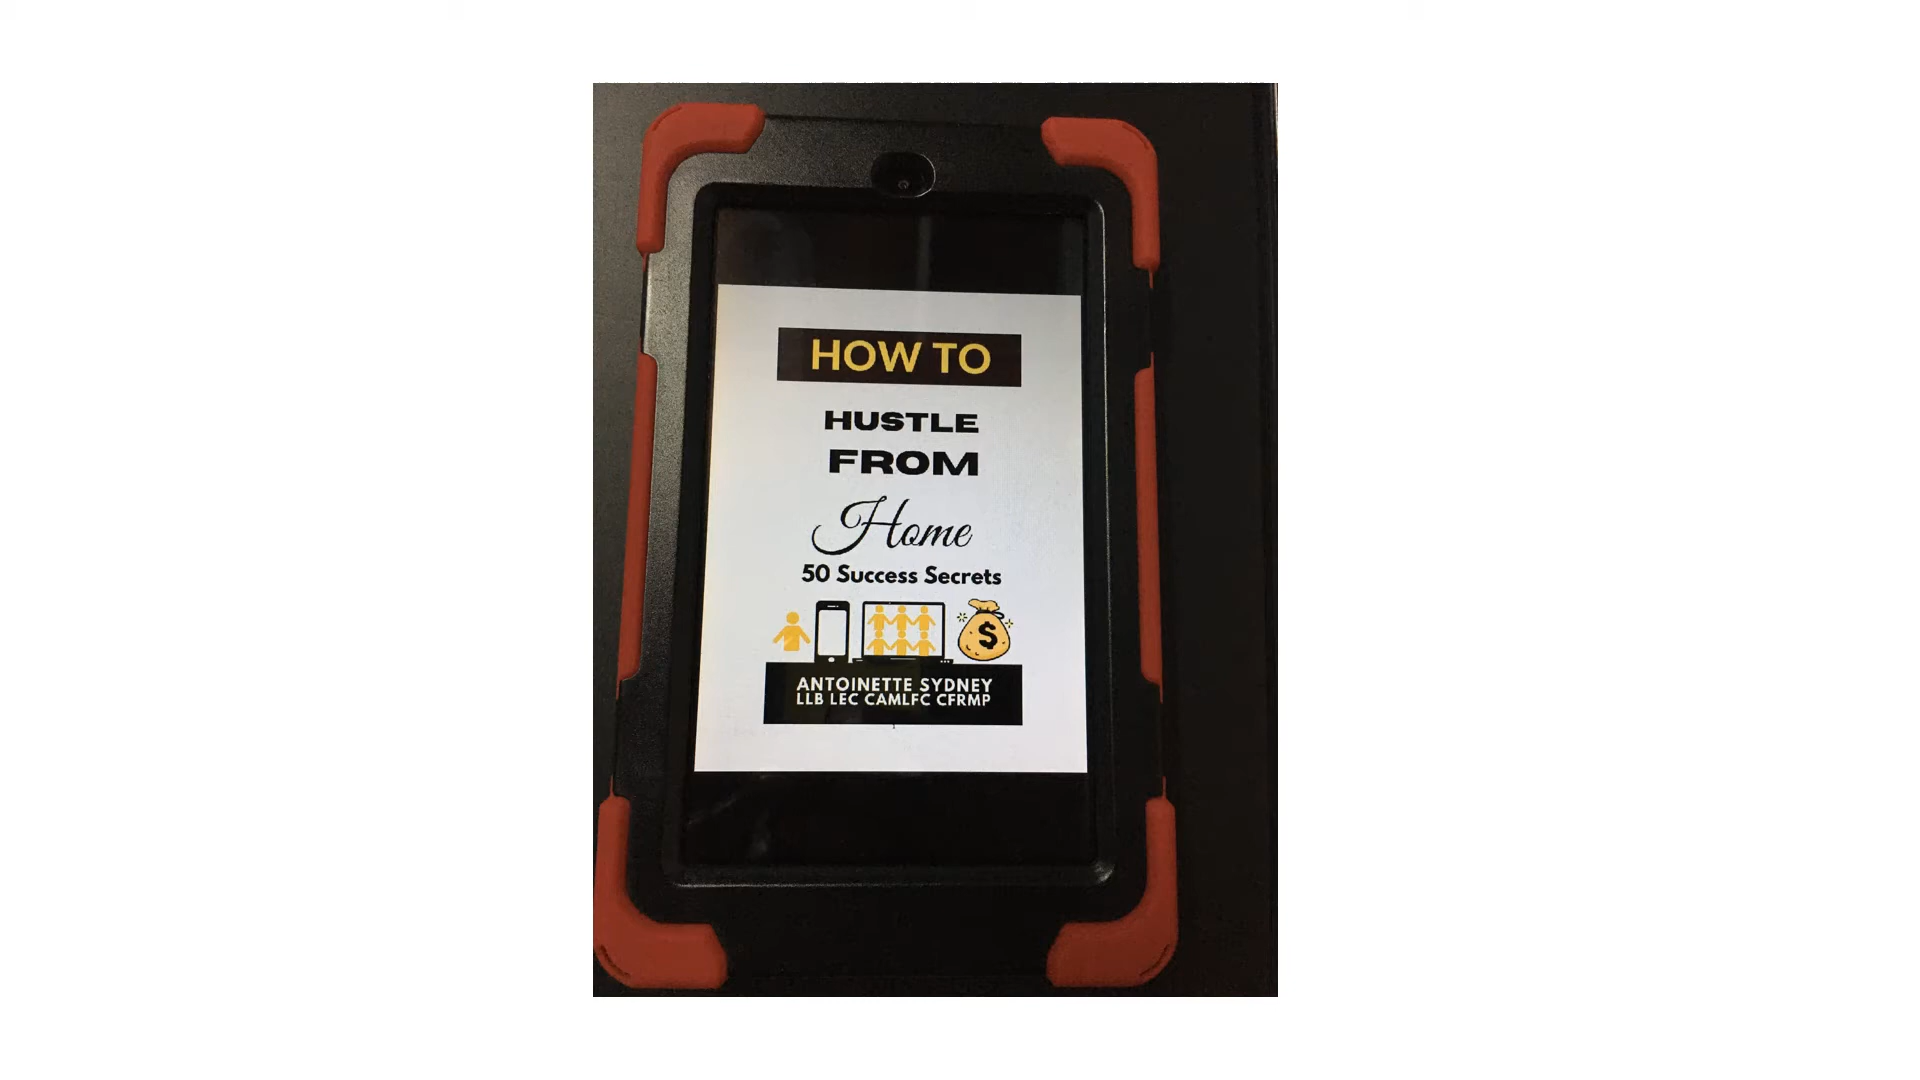 HOW TO
HUSTLE
FROM
Home
50 Success Secrets
$
ANTOINETTE SYDNEY
LLB LEC CAMLFC CFRMP